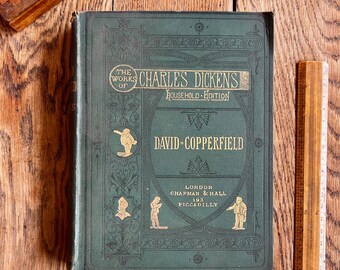 THE WORKS OF
CHARLES DICKENS
HOUSEHOLD·EDITION
DAVID·COPPERFIELD
LONDON
CHAPMAN & HALL
193
PICCADILLY